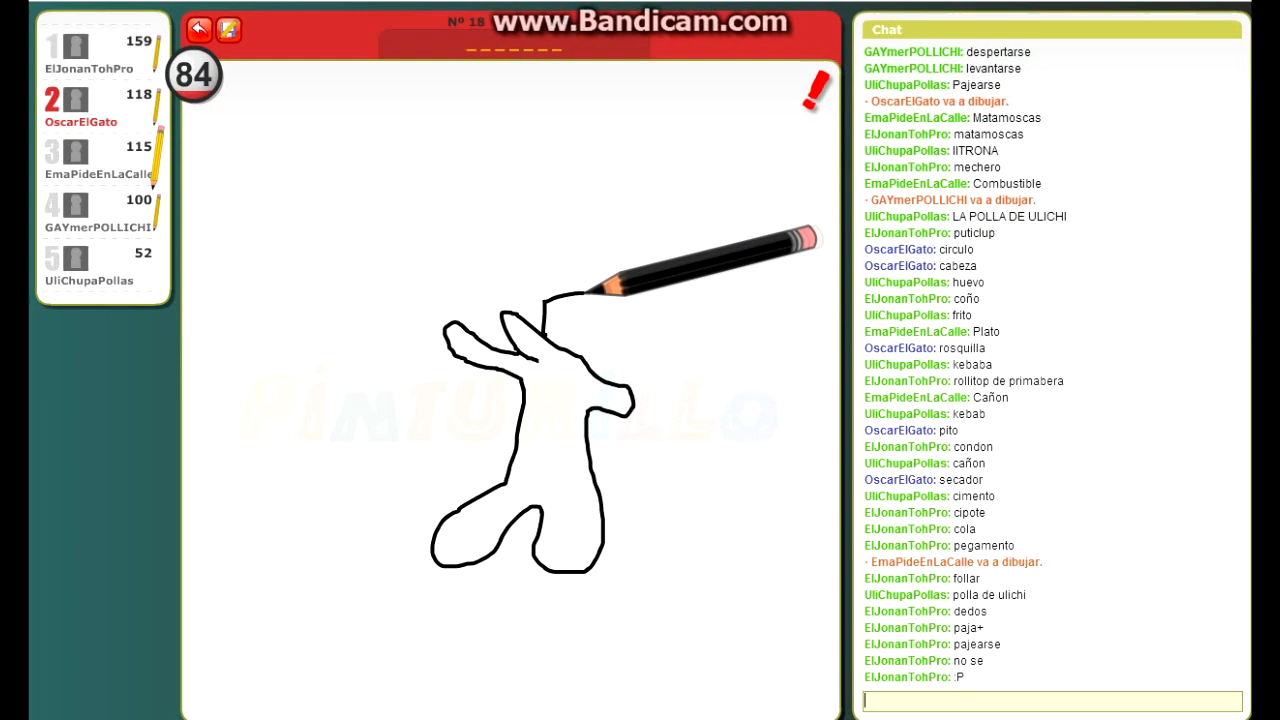 Nº 18
www.Bandicam.com
1 159
ElJonanTohPro
84
2 118
OscarElGato
3 115
EmaPideEnLaCalle
4 100
GAYmerPOLLICHI
5 52
UliChupaPollas
PiNTURiLLO
Chat
GAYmerPOLLICHI: despertarse
GAYmerPOLLICHI: levantarse
UliChupaPollas: Pajearse
· OscarElGato va a dibujar.
EmaPideEnLaCalle: Matamoscas
ElJonanTohPro: matamoscas
UliChupaPollas: lITRONA
ElJonanTohPro: mechero
EmaPideEnLaCalle: Combustible
· GAYmerPOLLICHI va a dibujar.
UliChupaPollas: LA POLLA DE ULICHI
ElJonanTohPro: puticlup
OscarElGato: circulo
OscarElGato: cabeza
UliChupaPollas: huevo
ElJonanTohPro: coño
UliChupaPollas: frito
EmaPideEnLaCalle: Plato
OscarElGato: rosquilla
UliChupaPollas: kebaba
ElJonanTohPro: rollitop de primabera
EmaPideEnLaCalle: Cañon
UliChupaPollas: kebab
OscarElGato: pito
ElJonanTohPro: condon
UliChupaPollas: cañon
OscarElGato: secador
UliChupaPollas: cimento
ElJonanTohPro: cipote
ElJonanTohPro: cola
ElJonanTohPro: pegamento
· EmaPideEnLaCalle va a dibujar.
ElJonanTohPro: follar
UliChupaPollas: polla de ulichi
ElJonanTohPro: dedos
ElJonanTohPro: paja+
ElJonanTohPro: pajearse
ElJonanTohPro: no se
ElJonanTohPro: :P